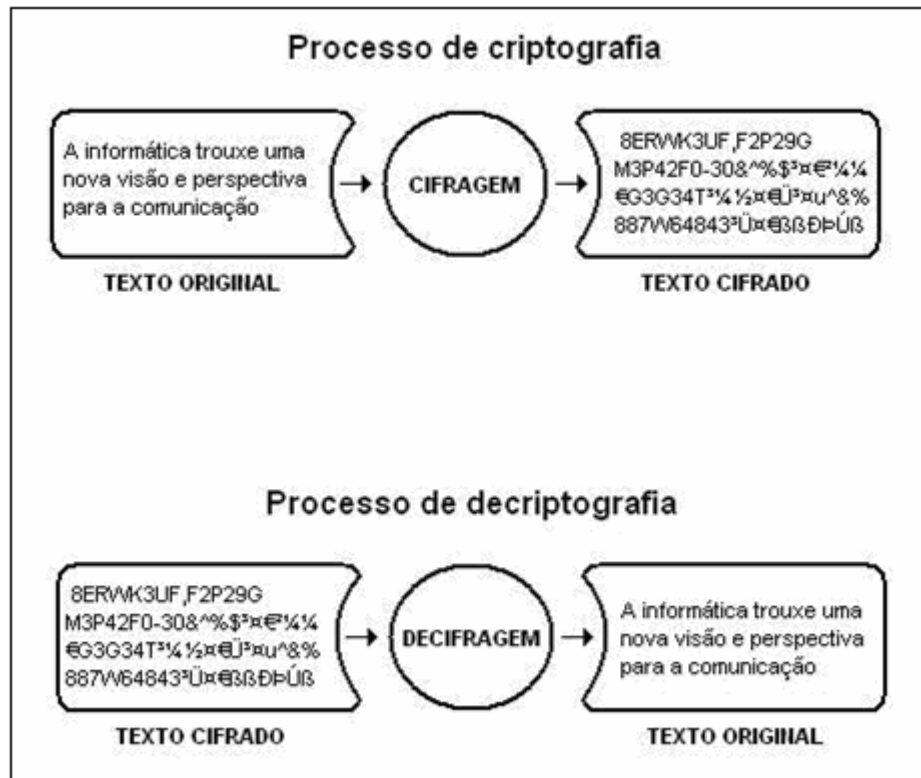 Processo de criptografia
A informática trouxe uma
nova visão e perspectiva
para a comunicação
CIFRAGEM
8ERWK3UF,F2P29G
M3P42F0-30&^%$³¤€²¼¼
€G3G34T³¼½¤€Ü³¤u^&%
887W64843³Ü¤€ßßÐÞÚß
TEXTO ORIGINAL
TEXTO CIFRADO
Processo de decriptografia
8ERWK3UF,F2P29G
M3P42F0-30&^%$³¤€²¼¼
€G3G34T³¼½¤€Ü³¤u^&%
887W64843³Ü¤€ßßÐÞÚß
DECIFRAGEM
A informática trouxe uma
nova visão e perspectiva
para a comunicação
TEXTO CIFRADO
TEXTO ORIGINAL